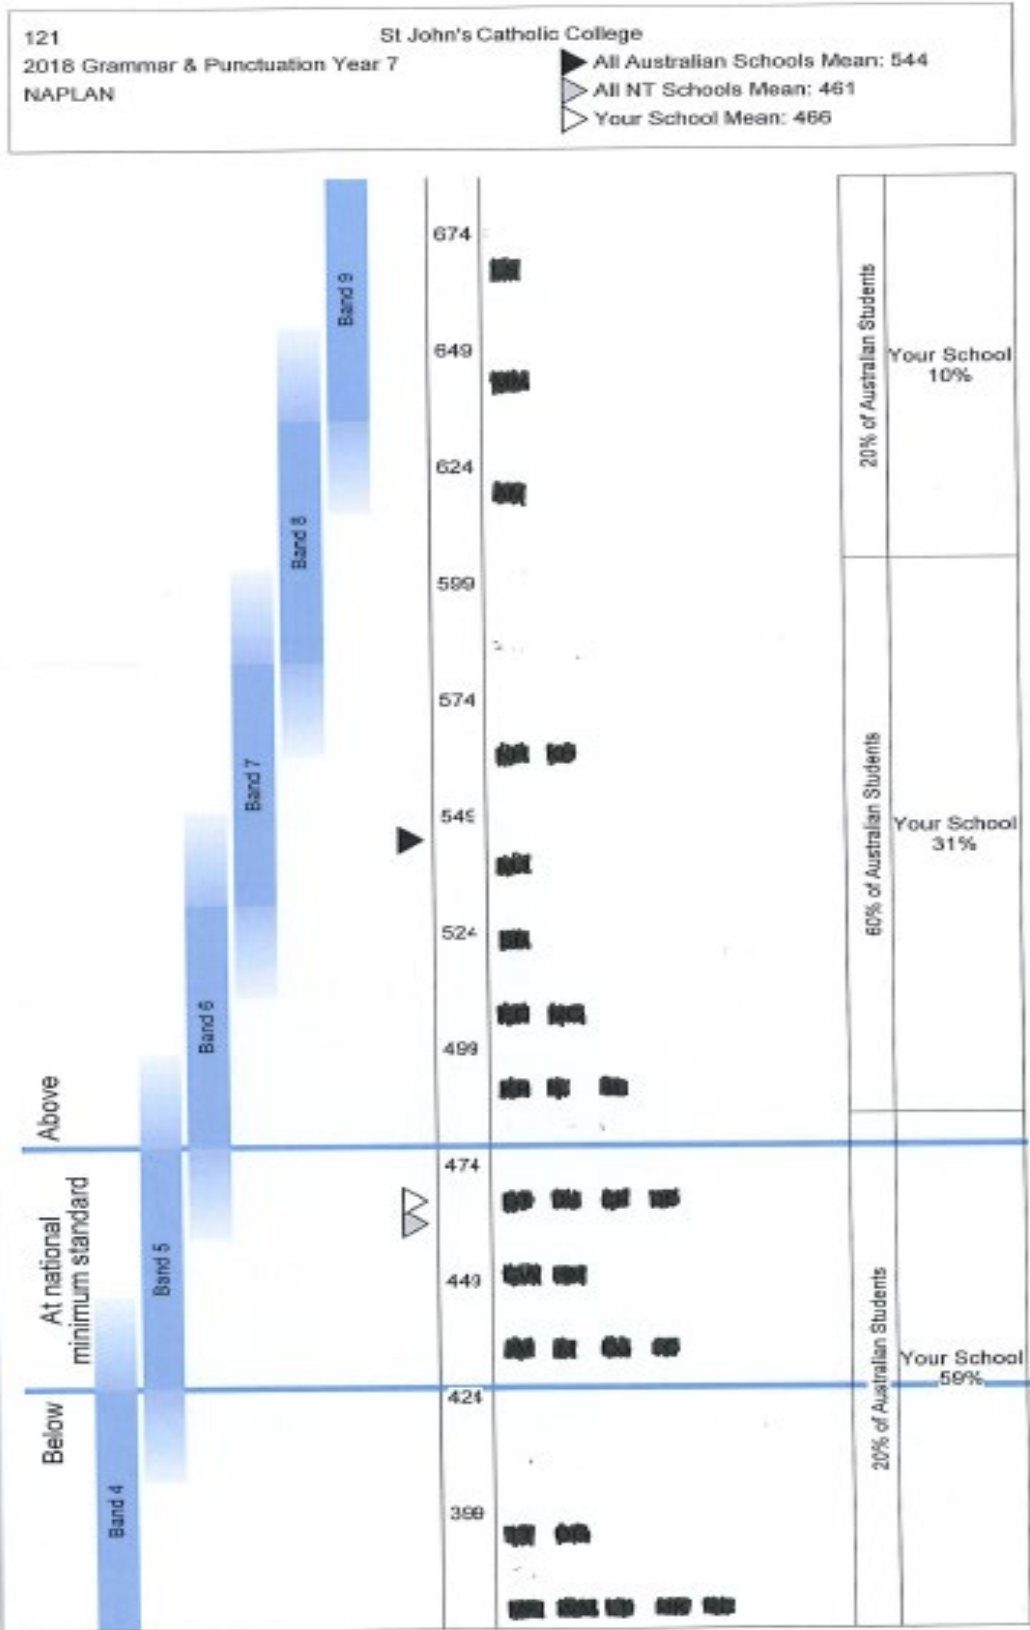 121
St John's Catholic College
2018 Grammar & Punctuation Year 7
All Australian Schools Mean: 544
NAPLAN
All NT Schools Mean: 461
Your School Mean: 466
674
649
624
599
574
549
524
499
474
449
424
399
Band 9
Band 8
Band 7
Band 6
Band 5
Band 4
Above
At national
minimum standard
Below
20% of Australian Students
Your School
10%
60% of Australian Students
Your School
31%
20% of Australian Students
Your School
59%